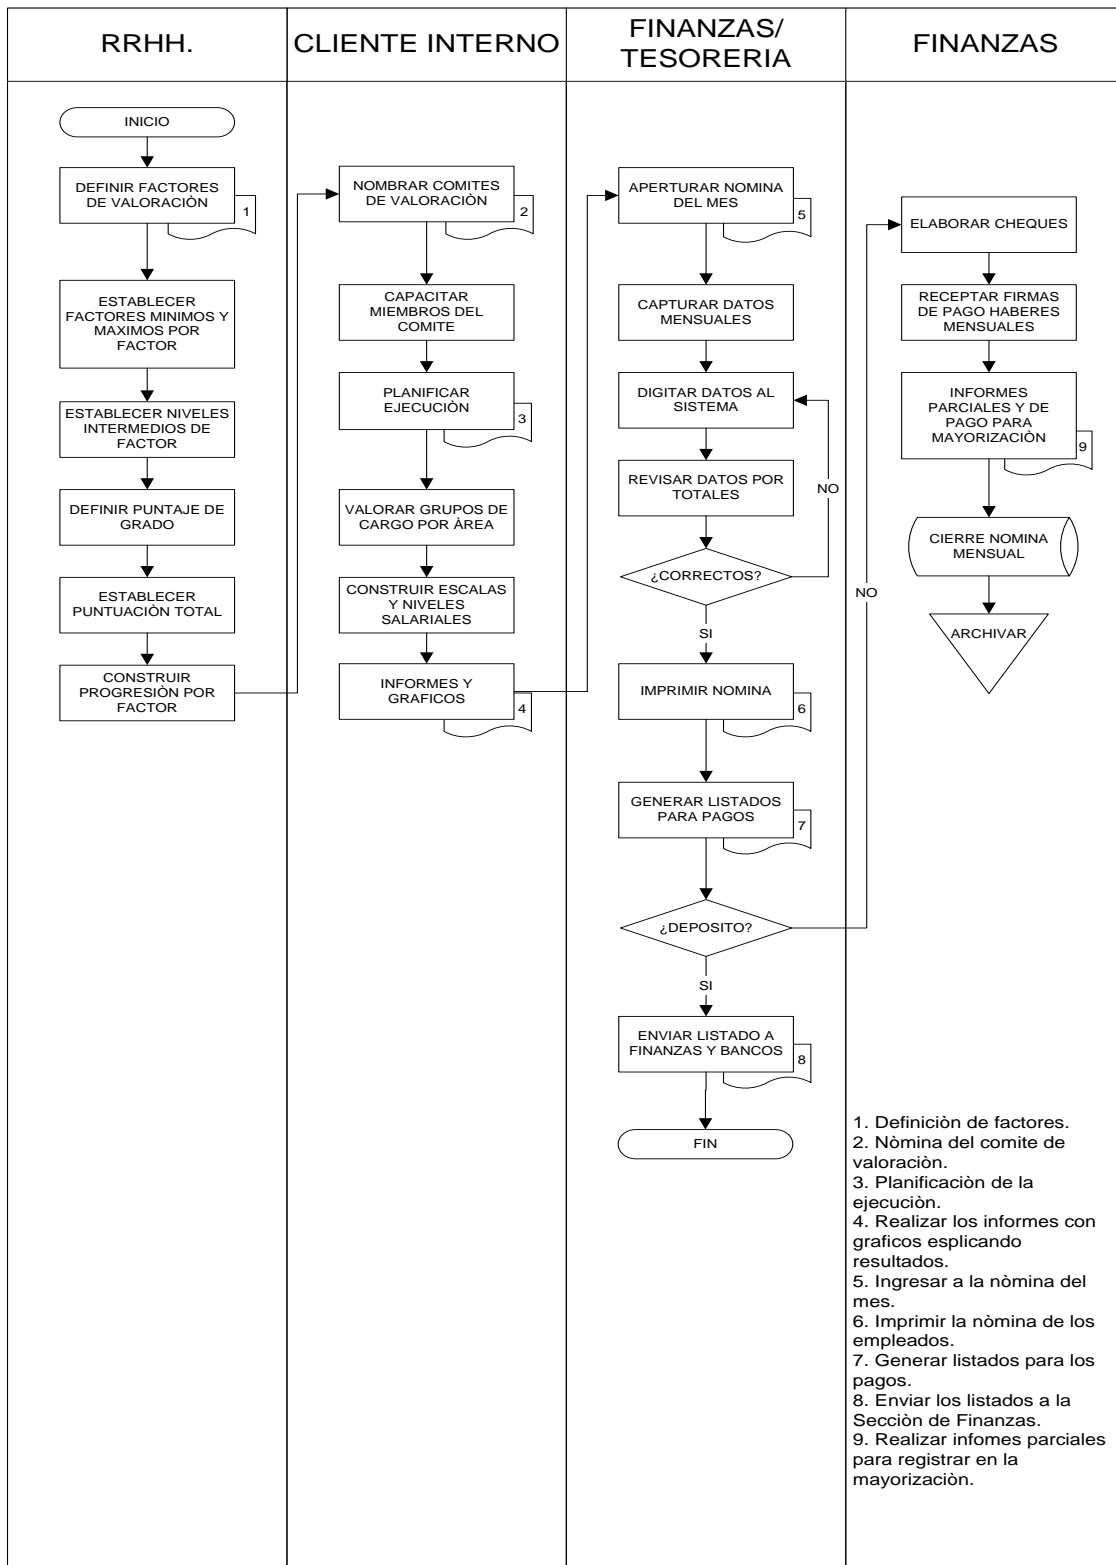 RRHH.
CLIENTE INTERNO
FINANZAS/
TESORERIA
FINANZAS
INICIO
DEFINIR FACTORES
DE VALORACIÒN
1
ESTABLECER
FACTORES MINIMOS Y
MAXIMOS POR
FACTOR
ESTABLECER NIVELES
INTERMEDIOS DE
FACTOR
DEFINIR PUNTAJE DE
GRADO
ESTABLECER
PUNTUACIÒN TOTAL
CONSTRUIR
PROGRESIÒN POR
FACTOR
NOMBRAR COMITES
DE VALORACIÒN
2
CAPACITAR
MIEMBROS DEL
COMITE
PLANIFICAR
EJECUCIÒN
3
VALORAR GRUPOS DE
CARGO POR ÀREA
CONSTRUIR ESCALAS
Y NIVELES
SALARIALES
INFORMES Y
GRAFICOS
4
APERTURAR NOMINA
DEL MES
5
CAPTURAR DATOS
MENSUALES
DIGITAR DATOS AL
SISTEMA
REVISAR DATOS POR
TOTALES
NO
¿CORRECTOS?
SI
IMPRIMIR NOMINA
6
GENERAR LISTADOS
PARA PAGOS
7
¿DEPOSITO?
NO
SI
ENVIAR LISTADO A
FINANZAS Y BANCOS
8
FIN
ELABORAR CHEQUES
RECEPTAR FIRMAS
DE PAGO HABERES
MENSUALES
INFORMES
PARCIALES Y DE
PAGO PARA
MAYORIZACIÒN
9
CIERRE NOMINA
MENSUAL
ARCHIVAR
1. Definiciòn de factores.
2. Nòmina del comite de
valoraciòn.
3. Planificaciòn de la
ejecuciòn.
4. Realizar los informes con
graficos esplicando
resultados.
5. Ingresar a la nòmina del
mes.
6. Imprimir la nòmina de los
empleados.
7. Generar listados para los
pagos.
8. Enviar los listados a la
Secciòn de Finanzas.
9. Realizar infomes parciales
para registrar en la
mayorizaciòn.